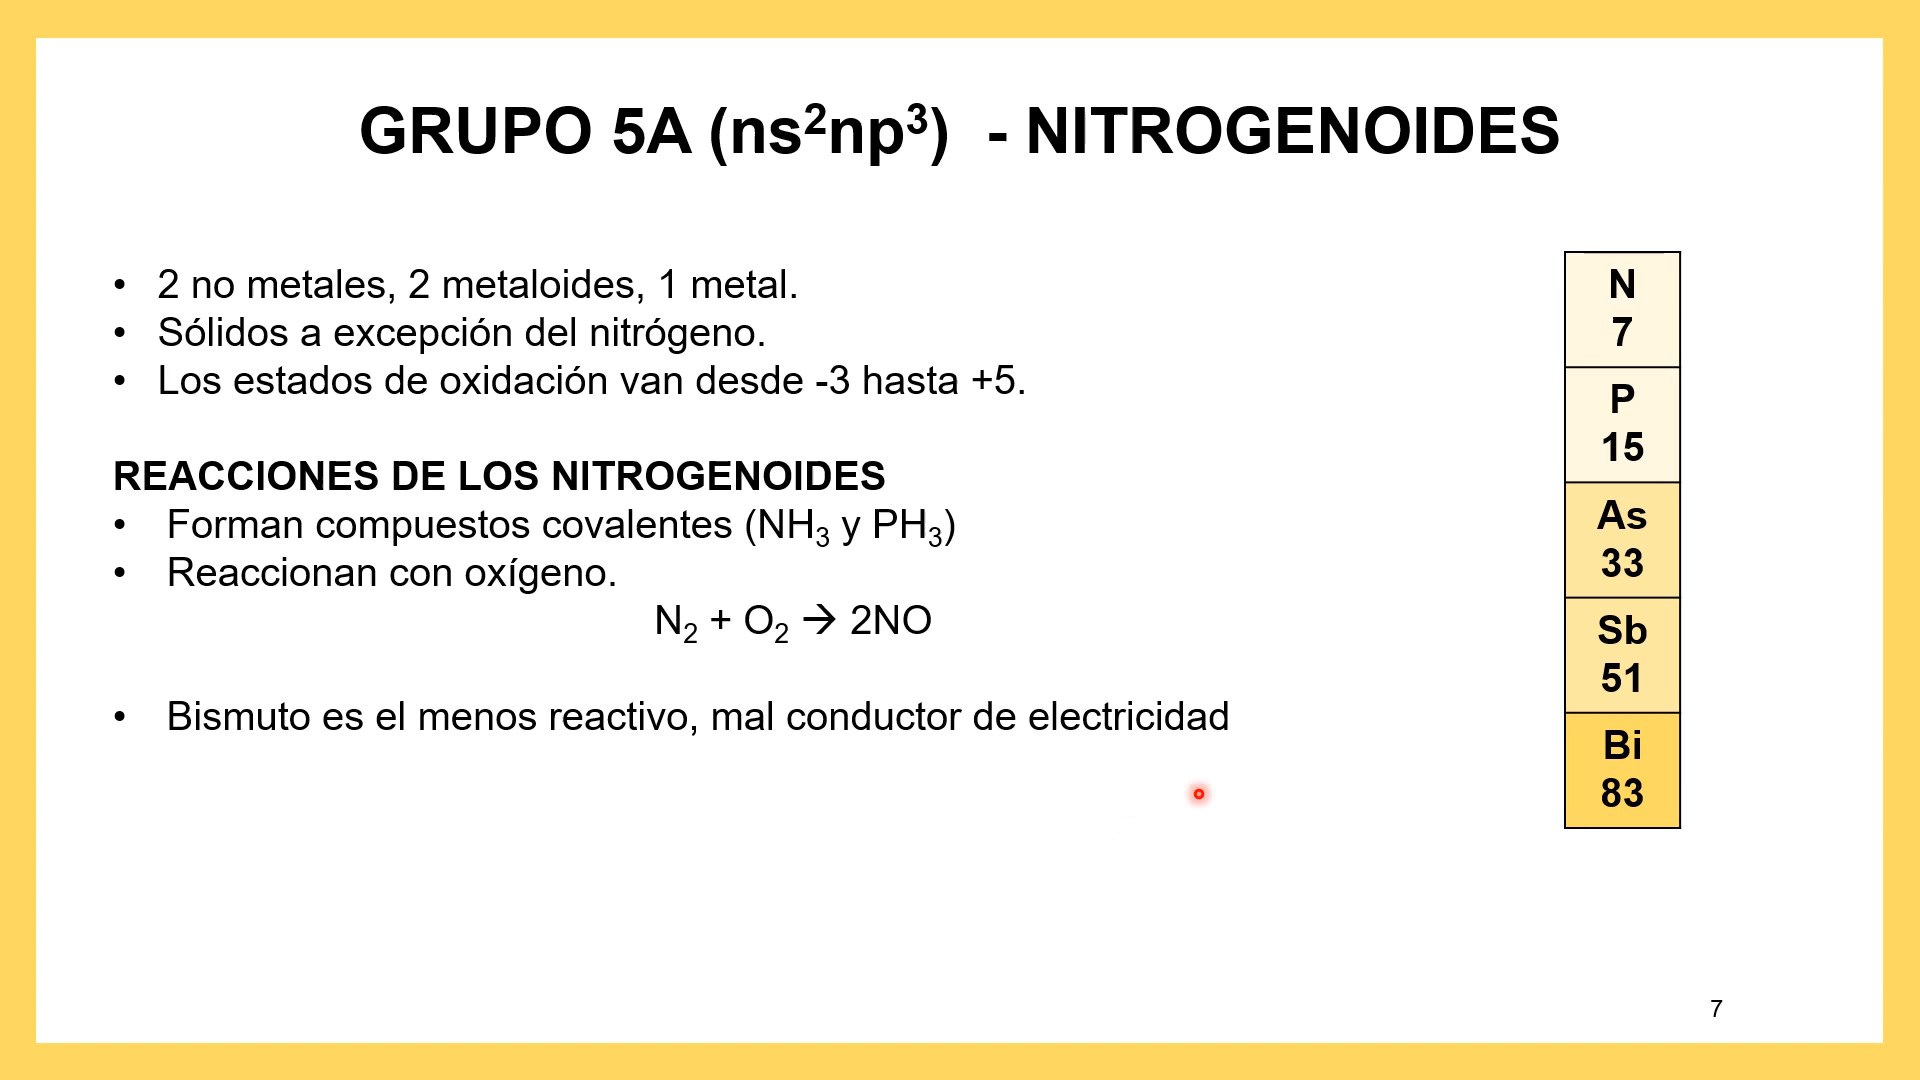 GRUPO 5A (ns²np³) - NITROGENOIDES
• 2 no metales, 2 metaloides, 1 metal.
• Sólidos a excepción del nitrógeno.
• Los estados de oxidación van desde -3 hasta +5.
REACCIONES DE LOS NITROGENOIDES
• Forman compuestos covalentes (NH₃ y PH₃)
• Reaccionan con oxígeno.
N₂ + O₂ → 2NO
• Bismuto es el menos reactivo, mal conductor de electricidad
N
7
P
15
As
33
Sb
51
Bi
83
7